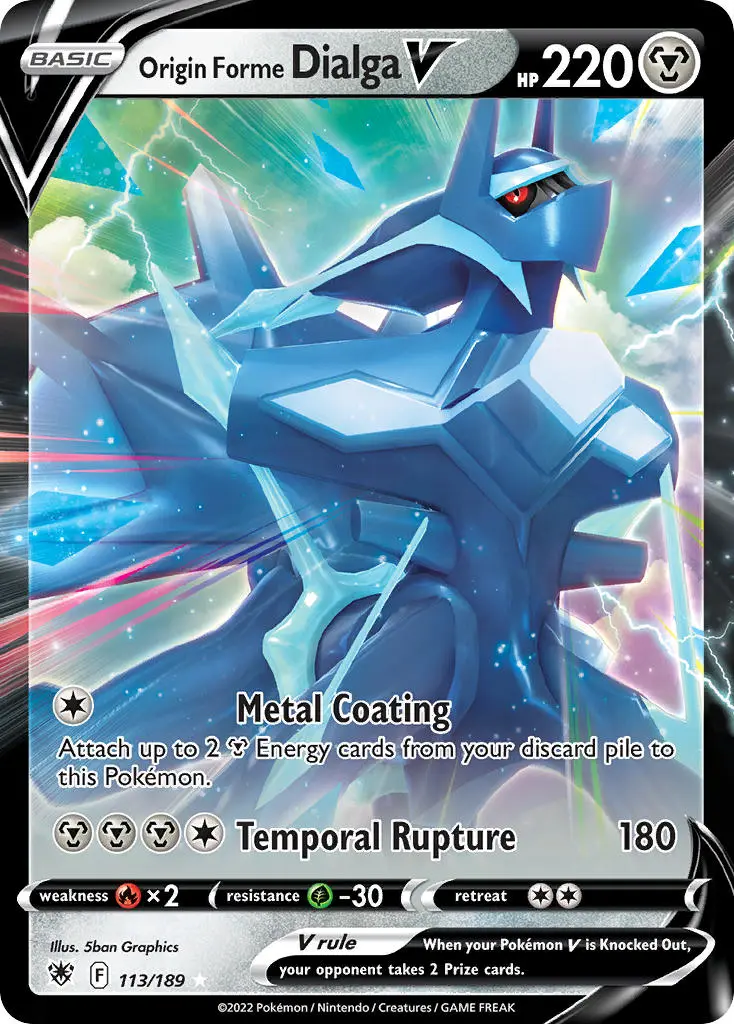 BASIC Origin Forme Dialga V HP 220
Metal Coating
Attach up to 2 Energy cards from your discard pile to
this Pokémon.
Temporal Rupture 180
weakness ×2 resistance -30 retreat
Illus. 5ban Graphics
V rule When your Pokémon V is Knocked Out,
your opponent takes 2 Prize cards.
F 113/189
©2022 Pokémon / Nintendo / Creatures / GAME FREAK